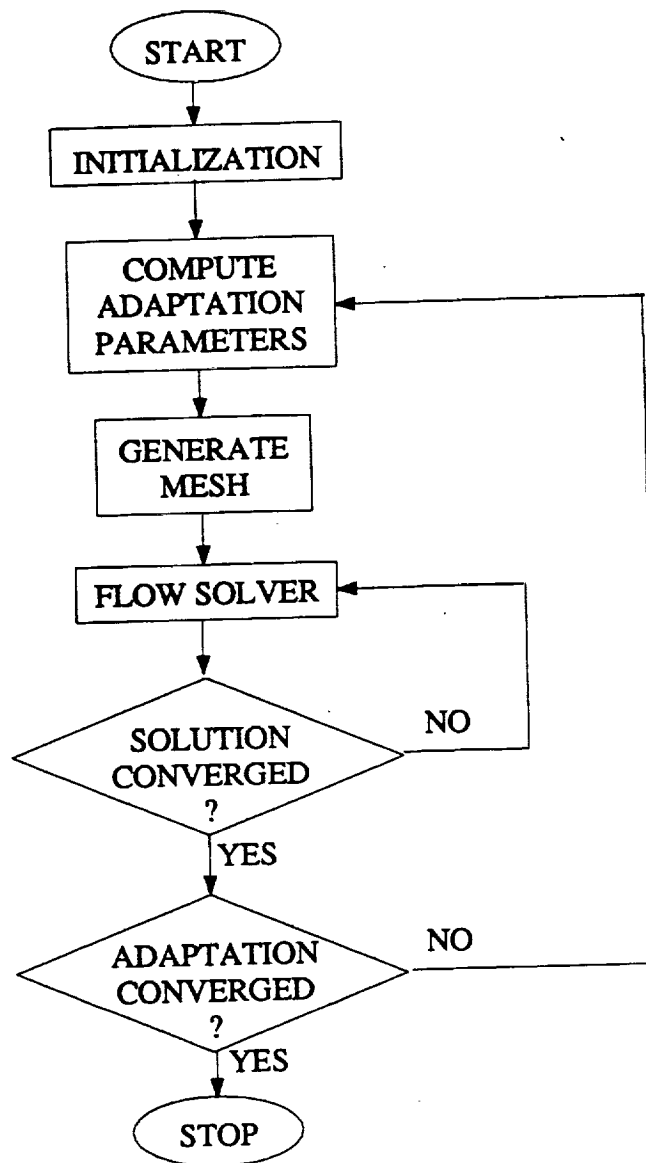 START
INITIALIZATION
COMPUTE
ADAPTATION
PARAMETERS
GENERATE
MESH
FLOW SOLVER
SOLUTION
CONVERGED
?
NO
YES
ADAPTATION
CONVERGED
?
NO
YES
STOP